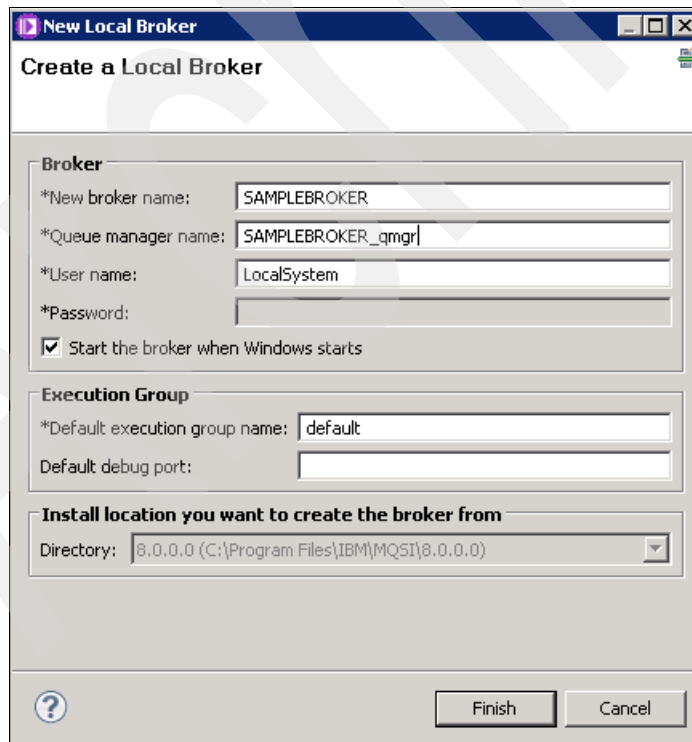 New Local Broker
Create a Local Broker
Broker
*New broker name: SAMPLEBROKER
*Queue manager name: SAMPLEBROKER_qmgr
*User name: LocalSystem
*Password:
Start the broker when Windows starts
Execution Group
*Default execution group name: default
Default debug port:
Install location you want to create the broker from
Directory: 8.0.0.0 (C:\Program Files\IBM\MQSI\8.0.0.0)
? Finish Cancel